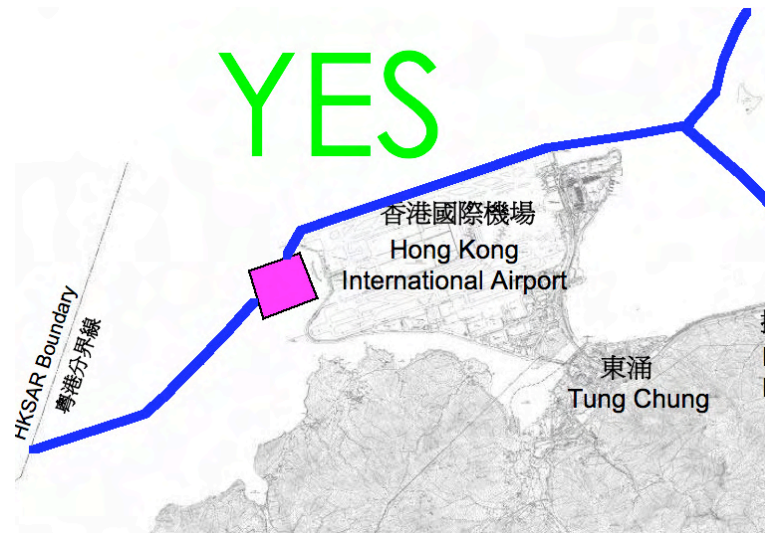 YES
香港國際機場
Hong Kong
International Airport
HKSAR Boundary
粵港分界線
東涌
Tung Chung